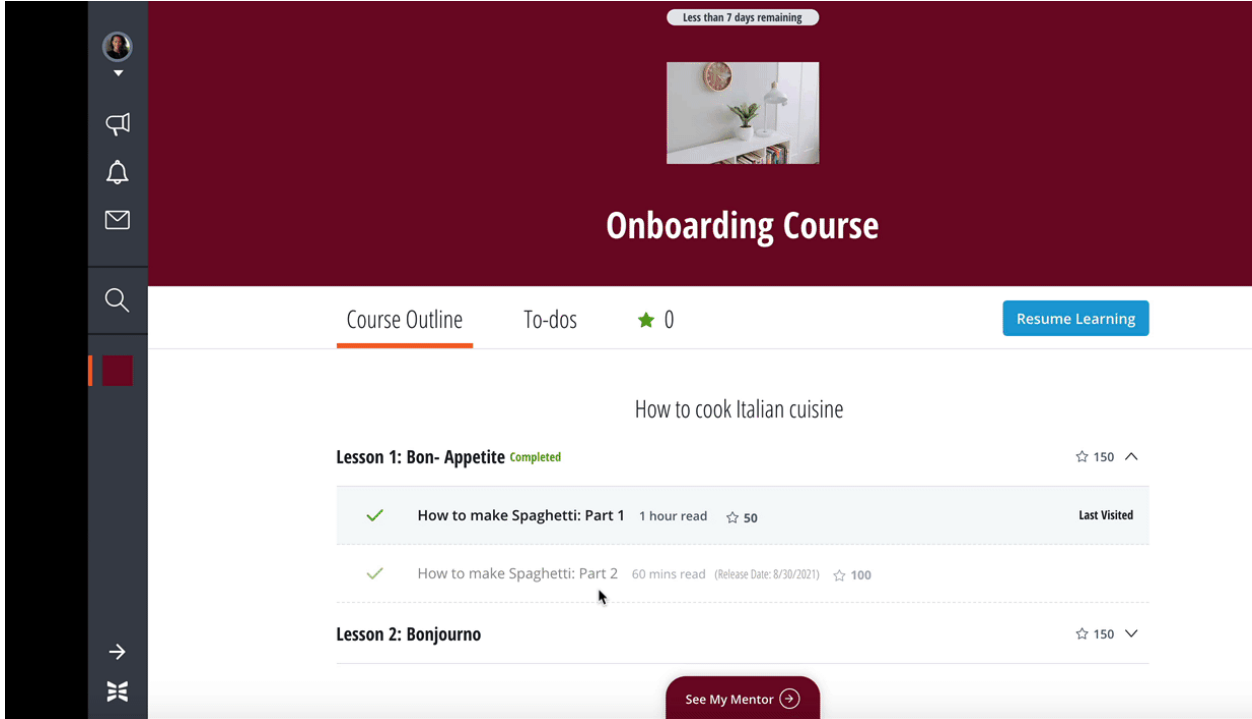 Less than 7 days remaining
Onboarding Course
Course Outline To-dos 0 Resume Learning
How to cook Italian cuisine
Lesson 1: Bon- Appetite Completed 150
How to make Spaghetti: Part 1 1 hour read 50 Last Visited
How to make Spaghetti: Part 2 60 mins read (Release Date: 8/30/2021) 100
Lesson 2: Bonjourno 150
See My Mentor